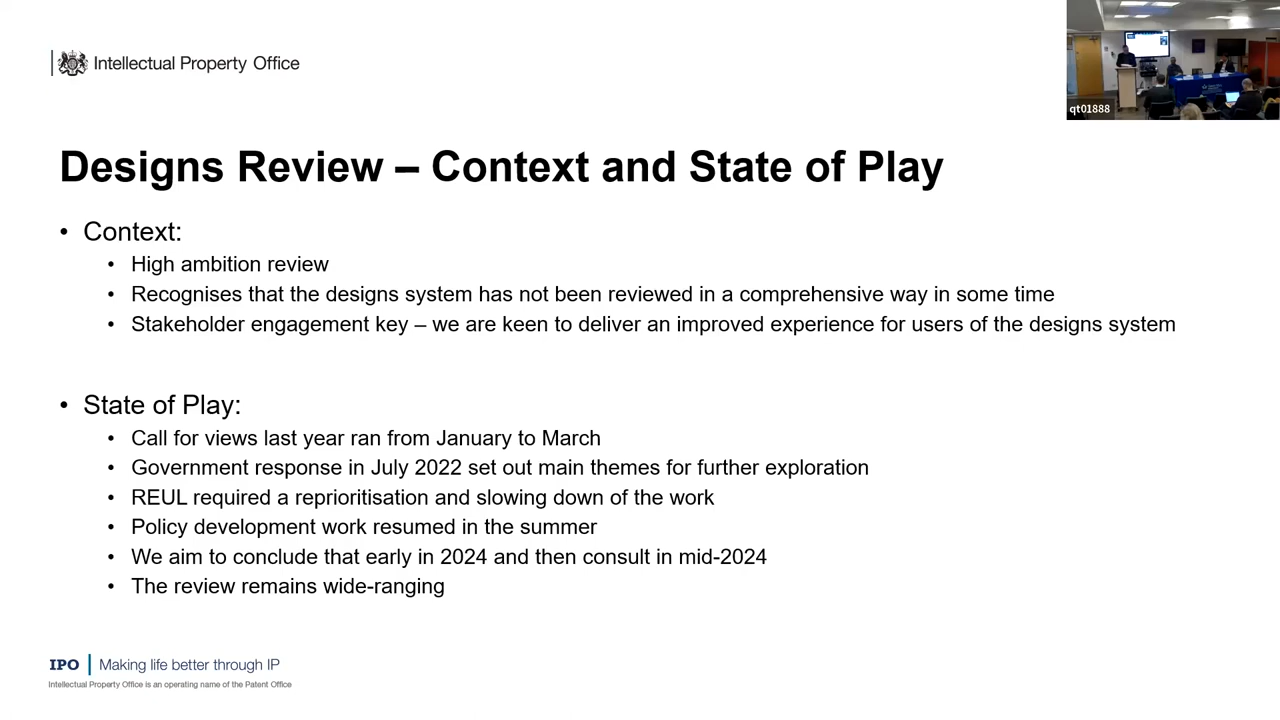 Intellectual Property Office
qt01888
Designs Review – Context and State of Play
• Context:
• High ambition review
• Recognises that the designs system has not been reviewed in a comprehensive way in some time
• Stakeholder engagement key – we are keen to deliver an improved experience for users of the designs system
• State of Play:
• Call for views last year ran from January to March
• Government response in July 2022 set out main themes for further exploration
• REUL required a reprioritisation and slowing down of the work
• Policy development work resumed in the summer
• We aim to conclude that early in 2024 and then consult in mid-2024
• The review remains wide-ranging
IPO | Making life better through IP
Intellectual Property Office is an operating name of the Patent Office